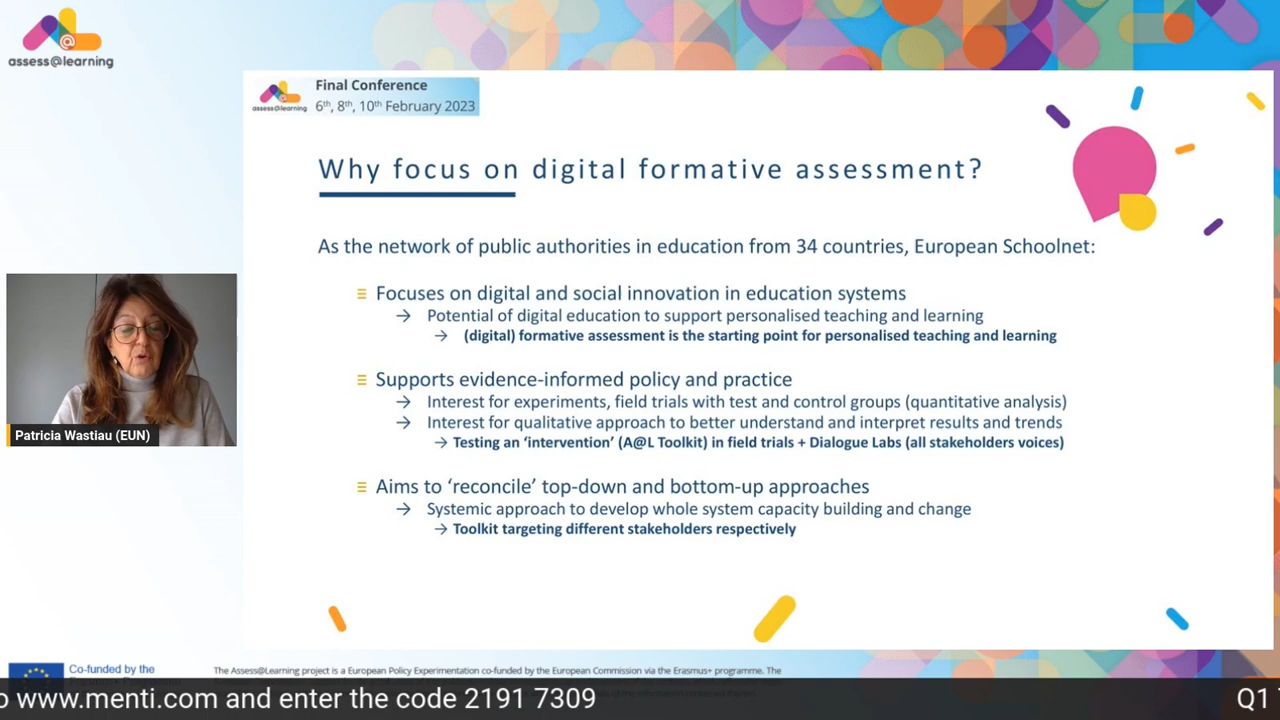 assess@learning
assess@learning
Final Conference
6th, 8th, 10th February 2023
Why focus on digital formative assessment?
As the network of public authorities in education from 34 countries, European Schoolnet:
Focuses on digital and social innovation in education systems
→ Potential of digital education to support personalised teaching and learning
→ (digital) formative assessment is the starting point for personalised teaching and learning
Supports evidence-informed policy and practice
→ Interest for experiments, field trials with test and control groups (quantitative analysis)
→ Interest for qualitative approach to better understand and interpret results and trends
→ Testing an ‘intervention’ (A@L Toolkit) in field trials + Dialogue Labs (all stakeholders voices)
Aims to ‘reconcile’ top-down and bottom-up approaches
→ Systemic approach to develop whole system capacity building and change
→ Toolkit targeting different stakeholders respectively
Patricia Wastiau (EUN)
Co-funded by the
The Assess@Learning project is a European Policy Experimentation co-funded by the European Commission via the Erasmus+ programme. The
o www.menti.com and enter the code 2191 7309
Q1